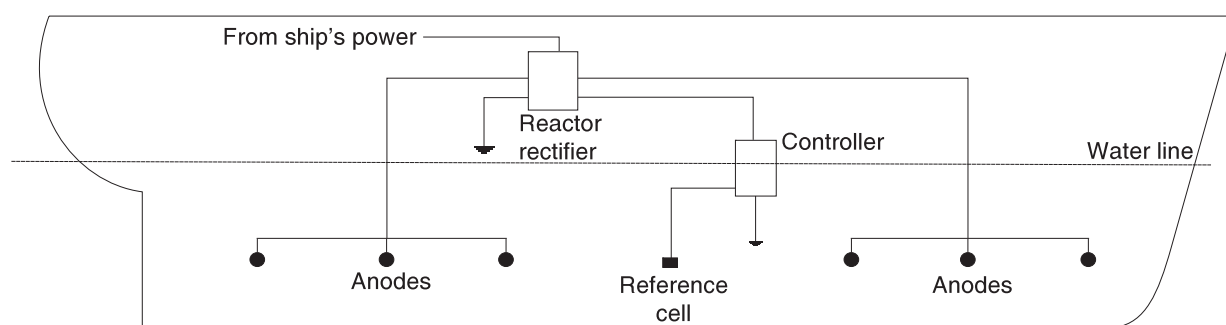 From ship's power
Reactor
rectifier
Controller
Water line
Anodes
Reference
cell
Anodes